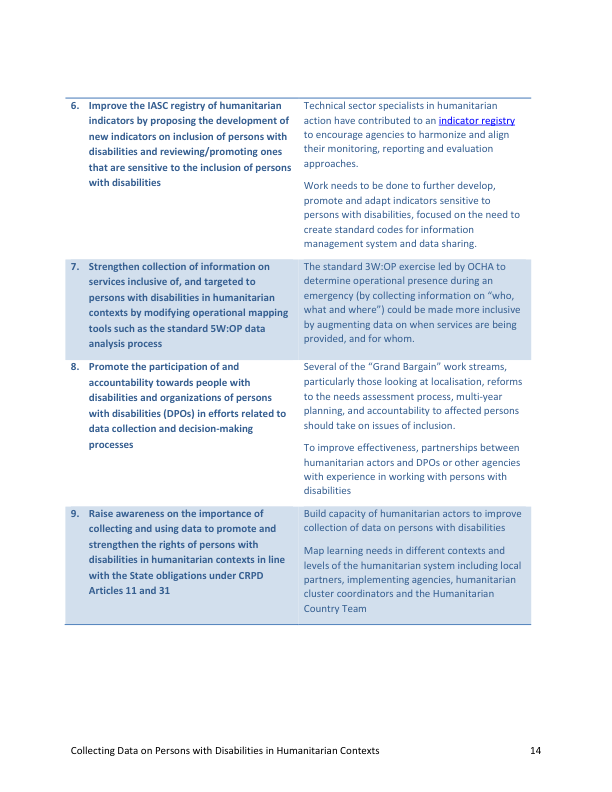 6. Improve the IASC registry of humanitarian
indicators by proposing the development of
new indicators on inclusion of persons with
disabilities and reviewing/promoting ones
that are sensitive to the inclusion of persons
with disabilities
Technical sector specialists in humanitarian
action have contributed to an indicator registry
to encourage agencies to harmonize and align
their monitoring, reporting and evaluation
approaches.
Work needs to be done to further develop,
promote and adapt indicators sensitive to
persons with disabilities, focused on the need to
create standard codes for information
management system and data sharing.
7. Strengthen collection of information on
services inclusive of, and targeted to
persons with disabilities in humanitarian
contexts by modifying operational mapping
tools such as the standard 5W:OP data
analysis process
The standard 3W:OP exercise led by OCHA to
determine operational presence during an
emergency (by collecting information on “who,
what and where”) could be made more inclusive
by augmenting data on when services are being
provided, and for whom.
8. Promote the participation of and
accountability towards people with
disabilities and organizations of persons
with disabilities (DPOs) in efforts related to
data collection and decision-making
processes
Several of the “Grand Bargain” work streams,
particularly those looking at localisation, reforms
to the needs assessment process, multi-year
planning, and accountability to affected persons
should take on issues of inclusion.
To improve effectiveness, partnerships between
humanitarian actors and DPOs or other agencies
with experience in working with persons with
disabilities
9. Raise awareness on the importance of
collecting and using data to promote and
strengthen the rights of persons with
disabilities in humanitarian contexts in line
with the State obligations under CRPD
Articles 11 and 31
Build capacity of humanitarian actors to improve
collection of data on persons with disabilities
Map learning needs in different contexts and
levels of the humanitarian system including local
partners, implementing agencies, humanitarian
cluster coordinators and the Humanitarian
Country Team
Collecting Data on Persons with Disabilities in Humanitarian Contexts 14